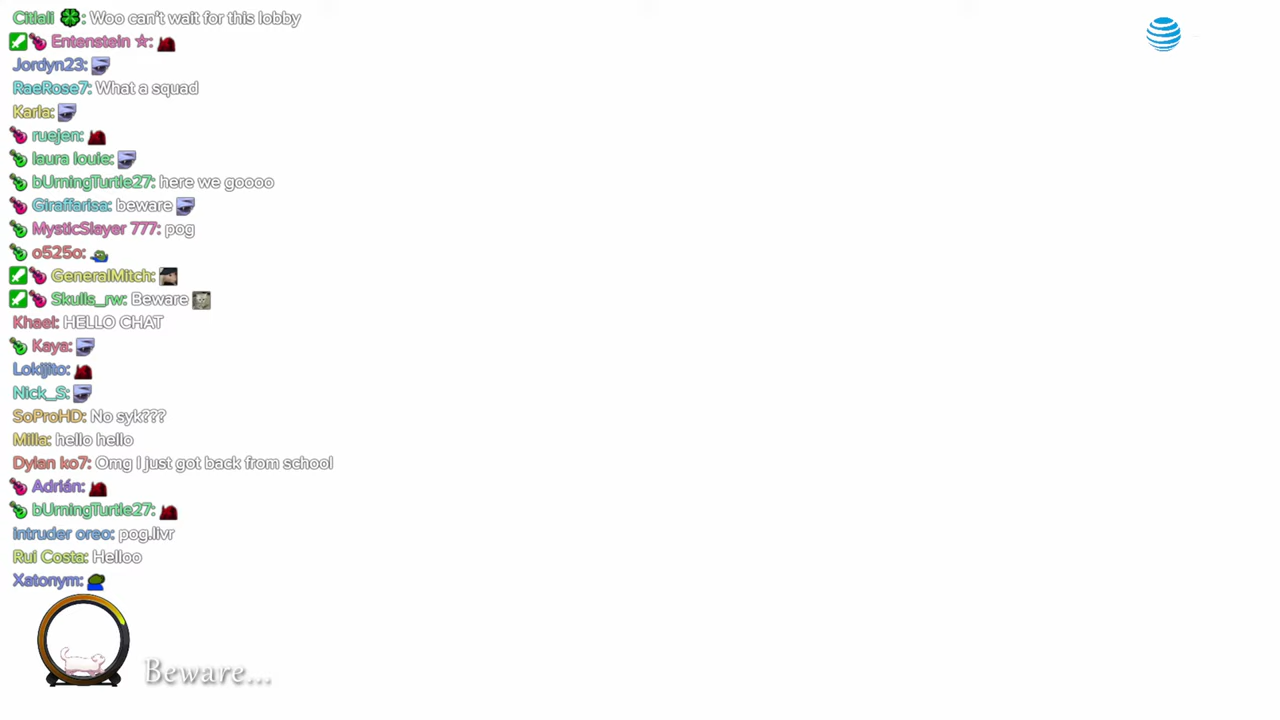 Citlali 🍀: Woo can't wait for this lobby
Entenstein ☆:
Jordyn23:
RaeRose7: What a squad
Karla:
ruejen:
laura louie:
bUrningTurtle27: here we goooo
Giraffarisa: beware
MysticSlayer 777: pog
o525o:
GeneralMitch:
Skulls_rw: Beware
Khael: HELLO CHAT
Kaya:
Lokijito:
Nick_S:
SoProHD: No syk???
Milla: hello hello
Dylan ko7: Omg I just got back from school
Adrián:
bUrningTurtle27:
intruder oreo: pog.livr
Rui Costa: Helloo
Xatonym:
Beware...